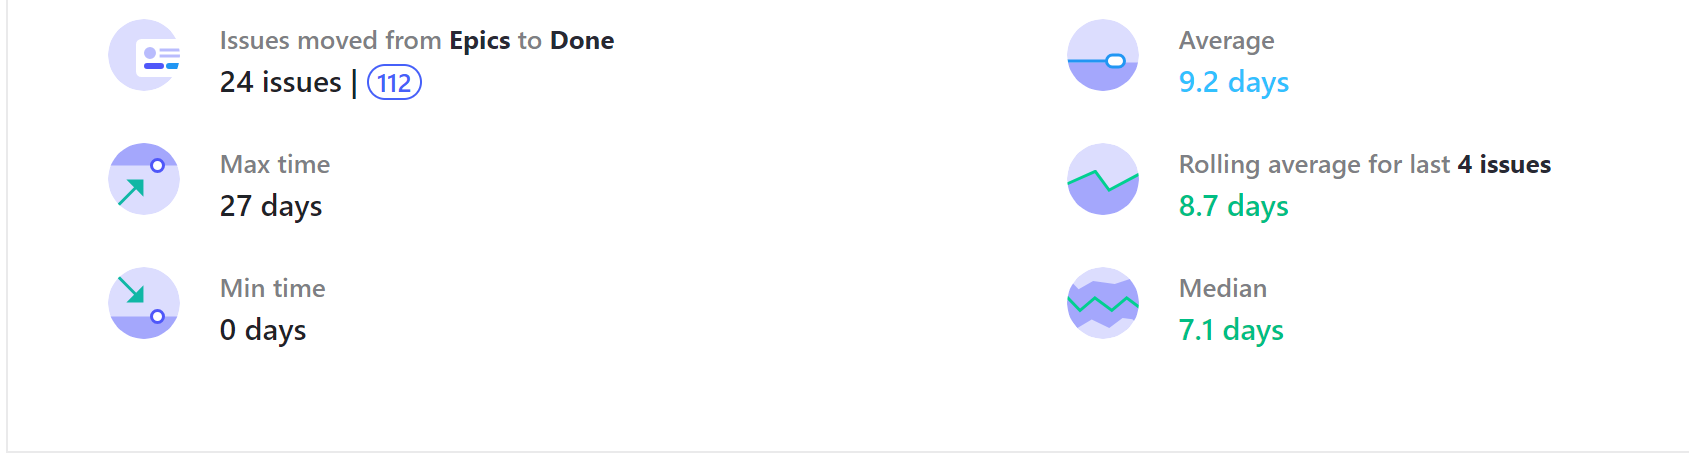 Issues moved from Epics to Done
24 issues | 112
Max time
27 days
Min time
0 days
Average
9.2 days
Rolling average for last 4 issues
8.7 days
Median
7.1 days